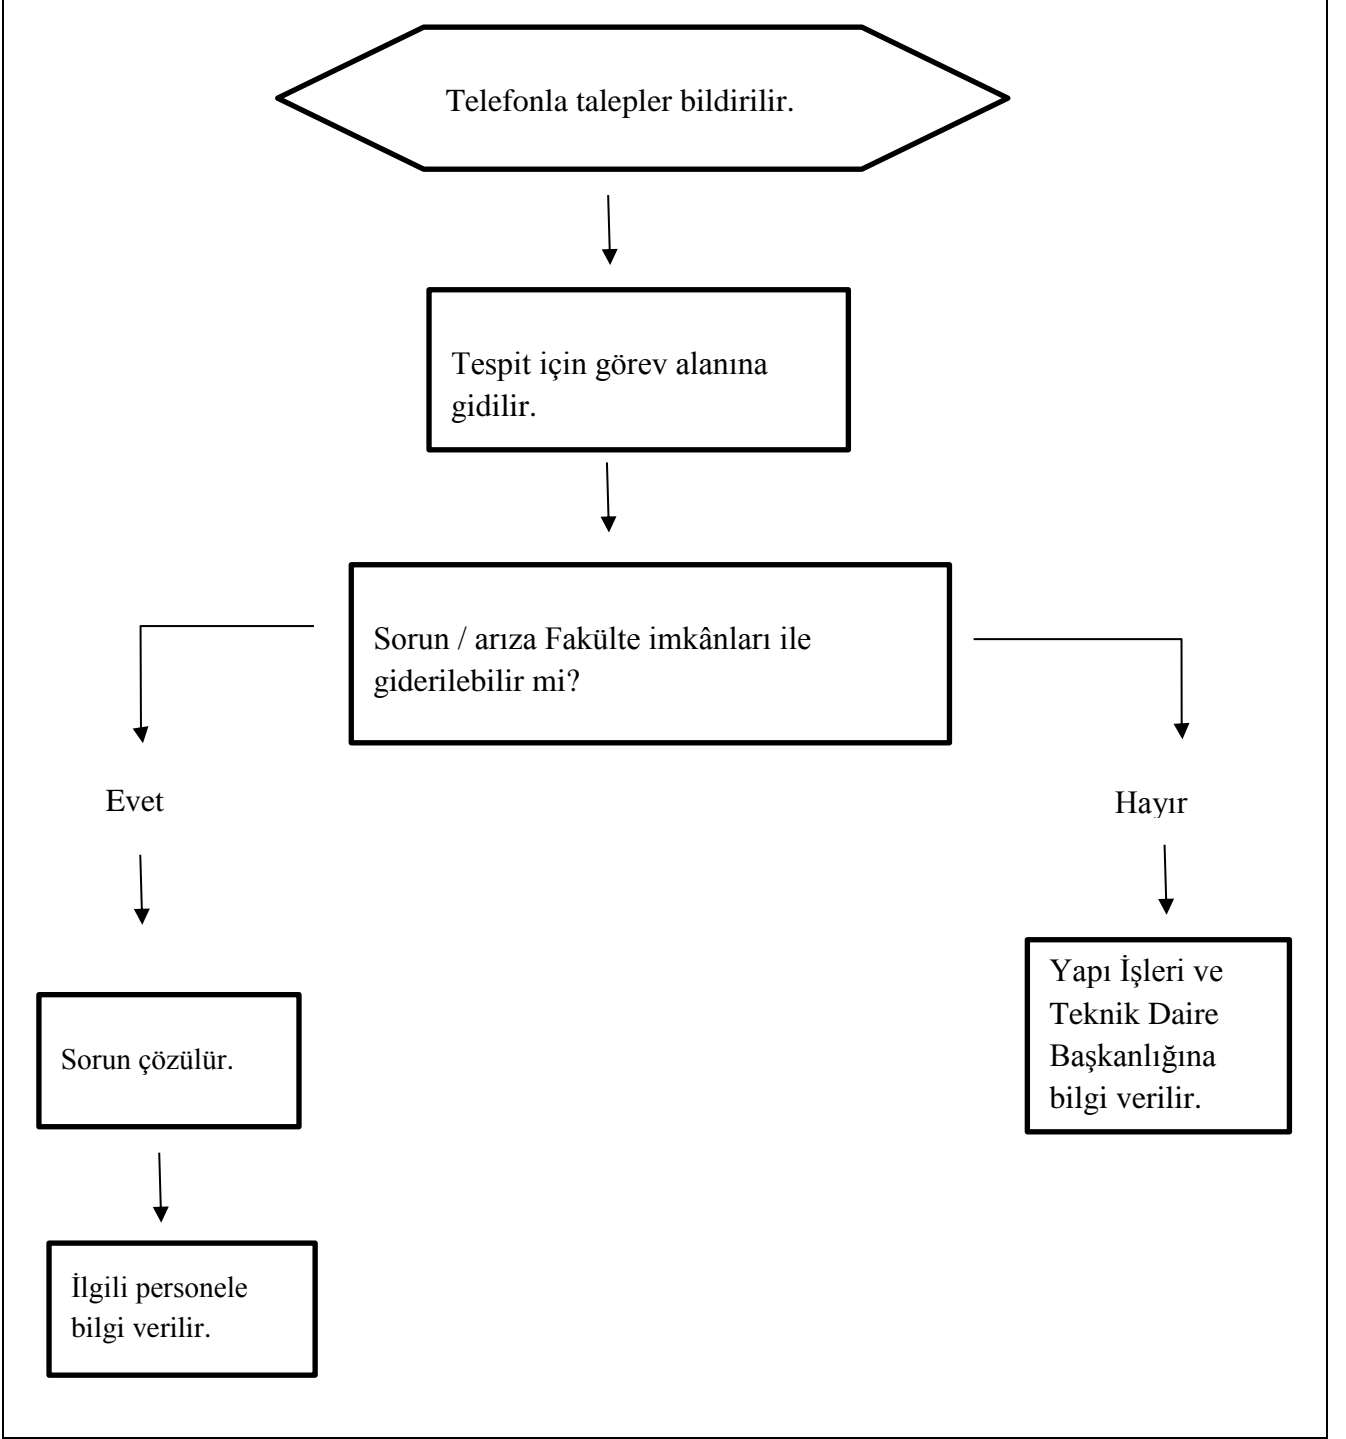 Telefonla talepler bildirilir.
Tespit için görev alanına
gidilir.
Sorun / arıza Fakülte imkânları ile
giderilebilir mi?
Evet
Hayır
Sorun çözülür.
Yapı İşleri ve
Teknik Daire
Başkanlığına
bilgi verilir.
İlgili personele
bilgi verilir.